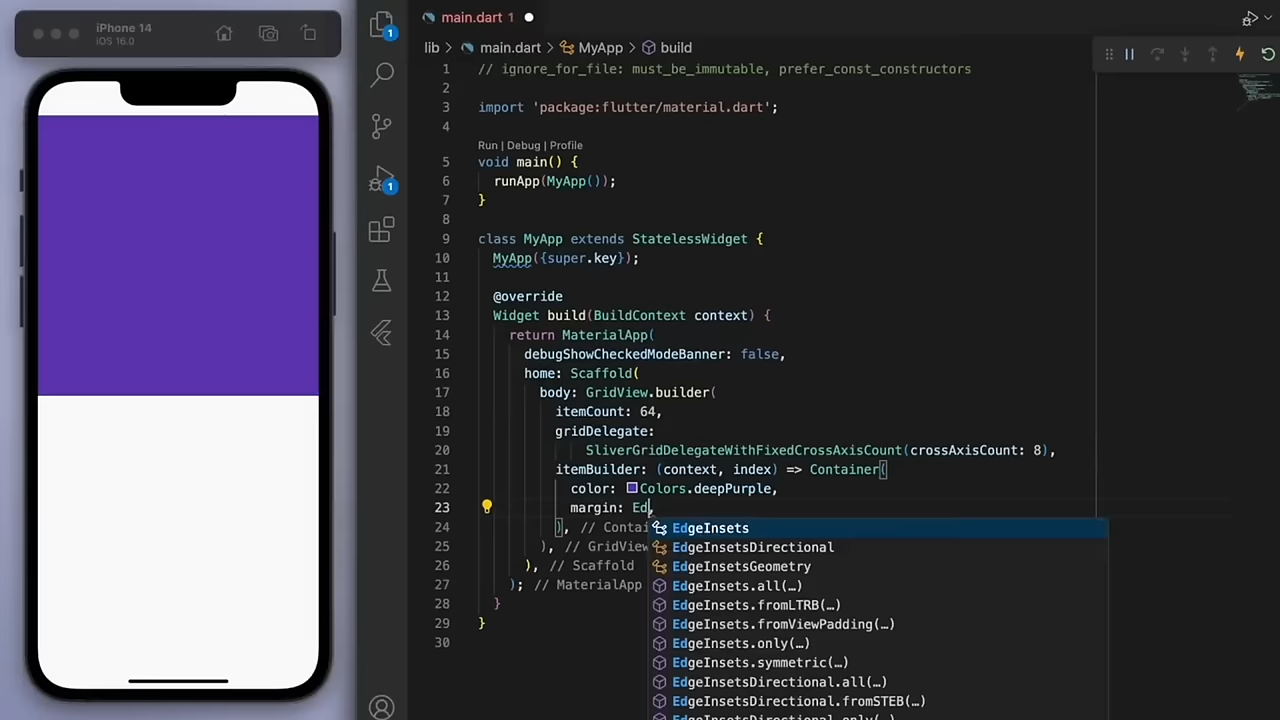 iPhone 14
iOS 16.0
1
1
main.dart 1
lib > main.dart > MyApp > build
1 // ignore_for_file: must_be_immutable, prefer_const_constructors
2
3 import 'package:flutter/material.dart';
4
Run | Debug | Profile
5 void main() {
6 runApp(MyApp());
7 }
8
9 class MyApp extends StatelessWidget {
10 MyApp({super.key});
11
12 @override
13 Widget build(BuildContext context) {
14 return MaterialApp(
15 debugShowCheckedModeBanner: false,
16 home: Scaffold(
17 body: GridView.builder(
18 itemCount: 64,
19 gridDelegate:
20 SliverGridDelegateWithFixedCrossAxisCount(crossAxisCount: 8),
21 itemBuilder: (context, index) => Container(
22 color: Colors.deepPurple,
23 margin: Ed,
24 ), // Contai
25 ), // GridView
26 ), // Scaffold
27 ); // MaterialApp
28 }
29 }
30
EdgeInsets
EdgeInsetsDirectional
EdgeInsetsGeometry
EdgeInsets.all(…)
EdgeInsets.fromLTRB(…)
EdgeInsets.fromViewPadding(…)
EdgeInsets.only(…)
EdgeInsets.symmetric(…)
EdgeInsetsDirectional.all(…)
EdgeInsetsDirectional.fromSTEB(…)
EdgeInsetsDirectional.only(…)